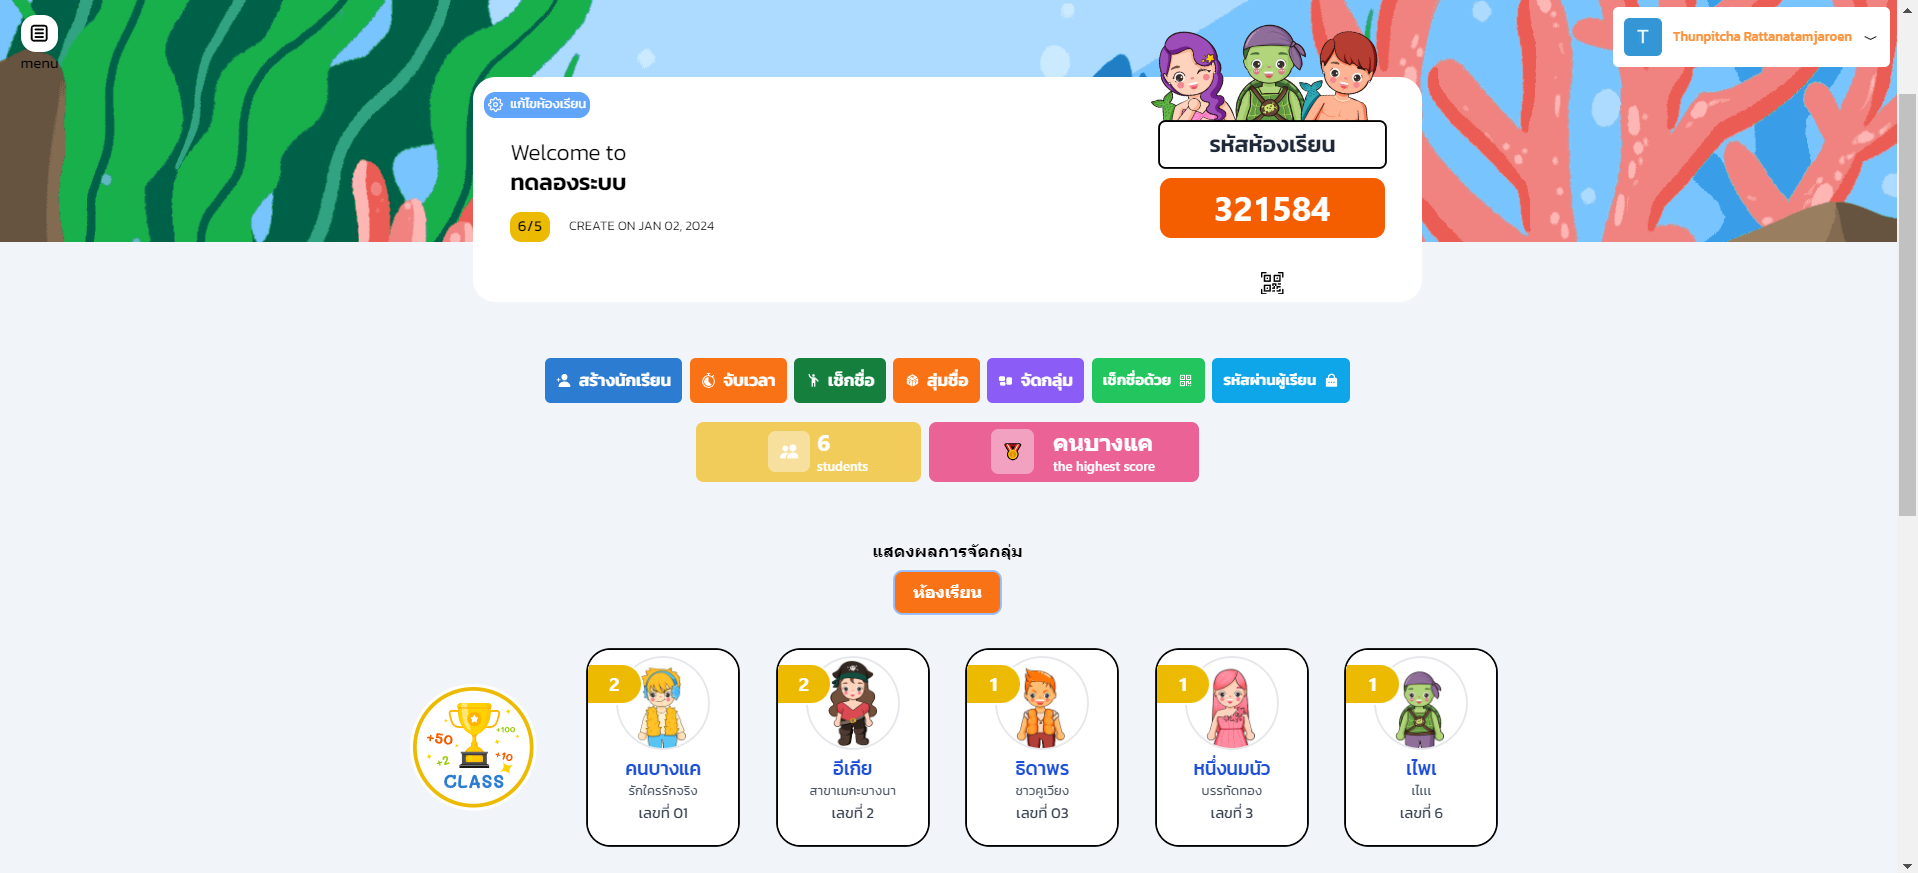 menu
T Thunpitcha Rattanatamjaroen
แก้ไขห้องเรียน
Welcome to
ทดลองระบบ
6/5 CREATE ON JAN 02, 2024
รหัสห้องเรียน
321584
สร้างนักเรียน จับเวลา เช็กชื่อ สุ่มชื่อ จัดกลุ่ม เช็กชื่อด้วย รหัสผ่านผู้เรียน
6
students
คนบางแค
the highest score
แสดงผลการจัดกลุ่ม
ห้องเรียน
+50 +100
+2 +10
CLASS
2
คนบางแค
รักใครรักจริง
เลขที่ 01
2
อีเกีย
สาขาเมกะบางนา
เลขที่ 2
1
ธิดาพร
ชาวคูเวียง
เลขที่ 03
1
หนึ่งนมนัว
บรรทัดทอง
เลขที่ 3
1
เลขที่ 6